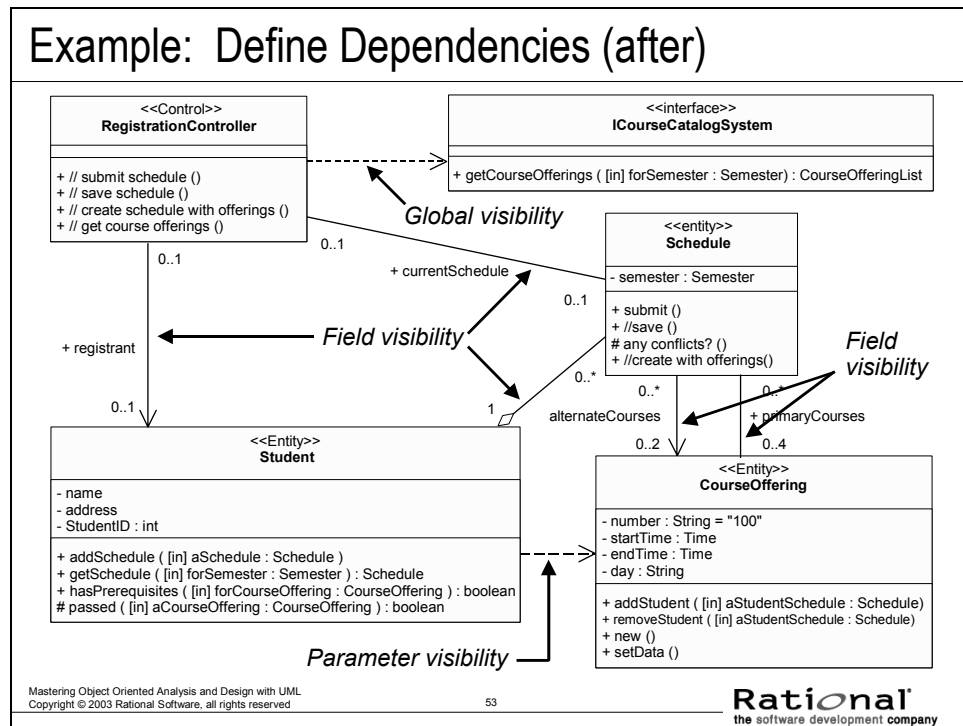 Example: Define Dependencies (after)
<<Control>>
RegistrationController
+ // submit schedule ()
+ // save schedule ()
+ // create schedule with offerings ()
+ // get course offerings ()
<<interface>>
ICourseCatalogSystem
+ getCourseOfferings ( [in] forSemester : Semester) : CourseOfferingList
Global visibility
0..1
0..1
+ currentSchedule
0..1
<<entity>>
Schedule
- semester : Semester
+ submit ()
+ //save ()
# any conflicts? ()
+ //create with offerings()
Field visibility
+ registrant
0..1
1
0..*
0..*
0..*
Field
visibility
alternateCourses
+ primaryCourses
0..2
0..4
<<Entity>>
Student
- name
- address
- StudentID : int
+ addSchedule ( [in] aSchedule : Schedule )
+ getSchedule ( [in] forSemester : Semester ) : Schedule
+ hasPrerequisites ( [in] forCourseOffering : CourseOffering ) : boolean
# passed ( [in] aCourseOffering : CourseOffering ) : boolean
<<Entity>>
CourseOffering
- number : String = "100"
- startTime : Time
- endTime : Time
- day : String
+ addStudent ( [in] aStudentSchedule : Schedule)
+ removeStudent ( [in] aStudentSchedule : Schedule)
+ new ()
+ setData ()
Parameter visibility
Mastering Object Oriented Analysis and Design with UML
Copyright © 2003 Rational Software, all rights reserved
53
Rational
the software development company